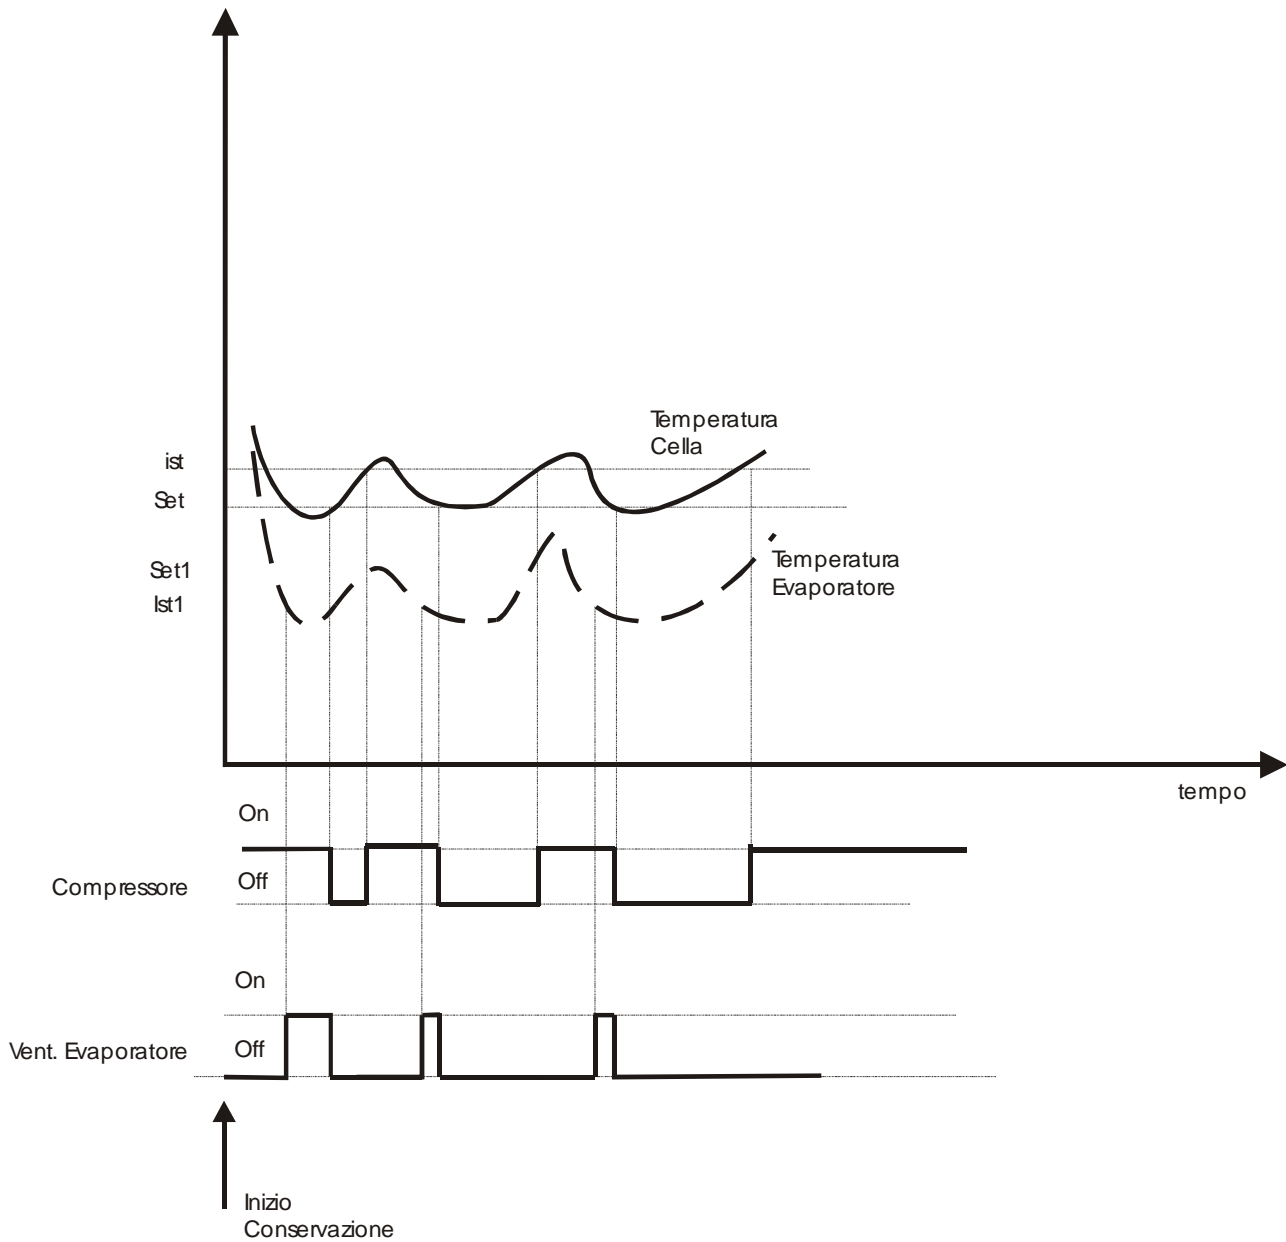 Temperatura
Cella
ist
Set
Set1
Ist1
Temperatura
Evaporatore
tempo
On
Compressore
Off
On
Vent. Evaporatore
Off
Inizio
Conservazione